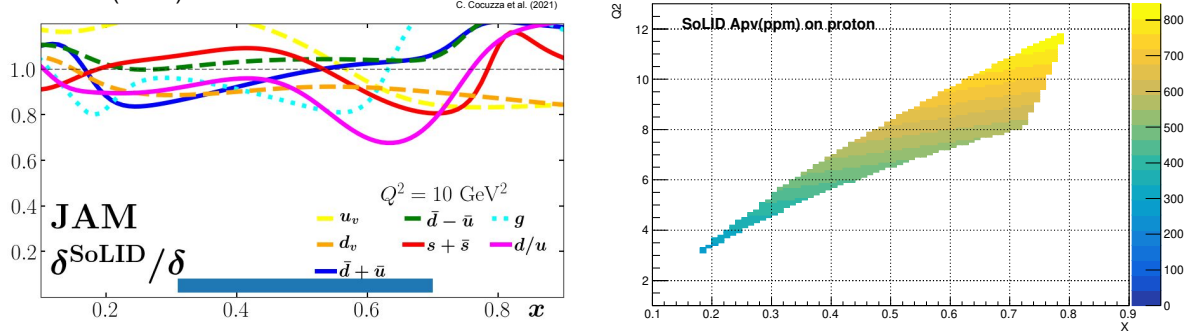 C. Cocuzza et al. (2021)
1.0
0.8
0.6
0.4
0.2
Q² = 10 GeV²
JAM
δ^SoLID/δ
u_v
d̄ − ū
g
d_v
s + s̄
d/u
d̄ + ū
0.2 0.4 0.6 0.8 x
Q2
SoLID Apv(ppm) on proton
12
10
8
6
4
2
0.1 0.2 0.3 0.4 0.5 0.6 0.7 0.8 0.9
X
800
700
600
500
400
300
200
100
0